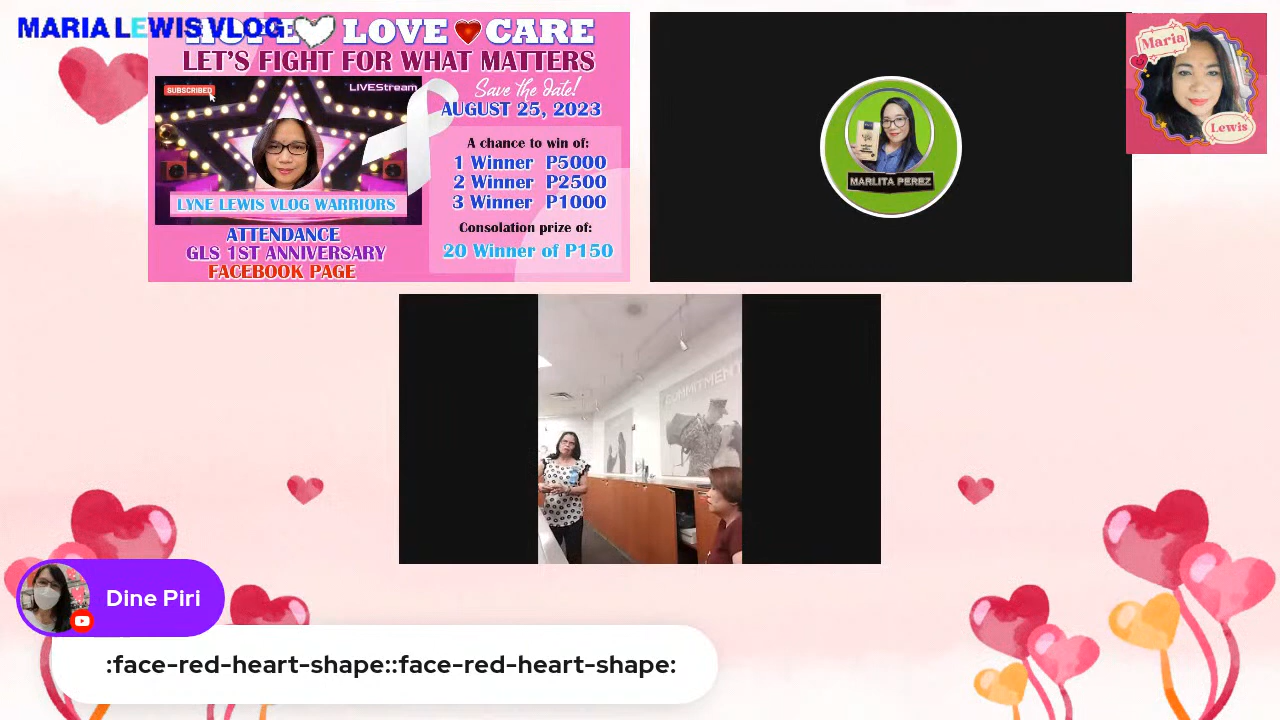 MARIA LEWIS VLOG
HOPE LOVE CARE
LET'S FIGHT FOR WHAT MATTERS
SUBSCRIBED
LIVEStream
Save the date!
AUGUST 25, 2023
A chance to win of:
1 Winner P5000
2 Winner P2500
3 Winner P1000
Consolation prize of:
20 Winner of P150
LYNE LEWIS VLOG WARRIORS
ATTENDANCE
GLS 1ST ANNIVERSARY
FACEBOOK PAGE
MARLITA PEREZ
Maria
Lewis
COMMITMENT
Dine Piri
:face-red-heart-shape::face-red-heart-shape: